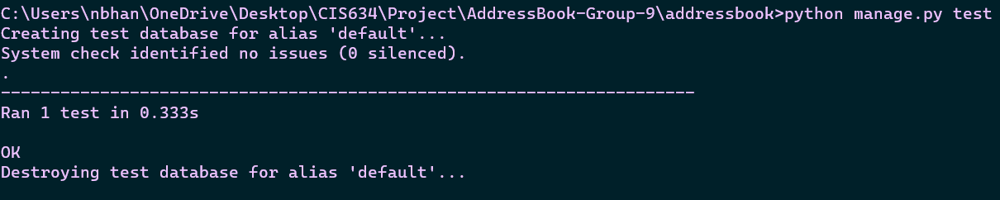 C:\Users\nbhan\OneDrive\Desktop\CIS634\Project\AddressBook-Group-9\addressbook>python manage.py test
Creating test database for alias 'default'...
System check identified no issues (0 silenced).
.
----------------------------------------------------------------------
Ran 1 test in 0.333s
OK
Destroying test database for alias 'default'...